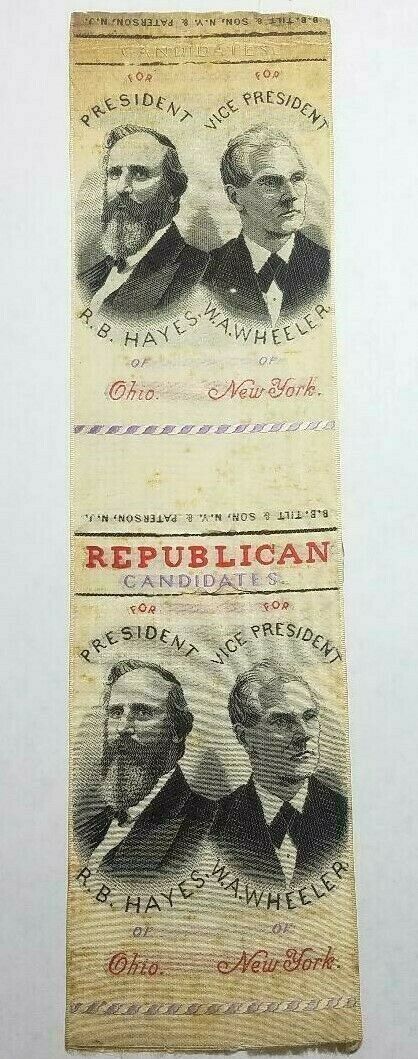 B.B. TILT & SON, N.Y. & PATERSON, N.J.
CANDIDATES.
FOR FOR
PRESIDENT VICE PRESIDENT
R. B. HAYES. W.A. WHEELER.
OF OF
Ohio. New York.
B.B. TILT & SON, N.Y. & PATERSON, N.J.
REPUBLICAN
CANDIDATES.
FOR FOR
PRESIDENT VICE PRESIDENT
R. B. HAYES. W.A. WHEELER.
OF OF
Ohio. New York.